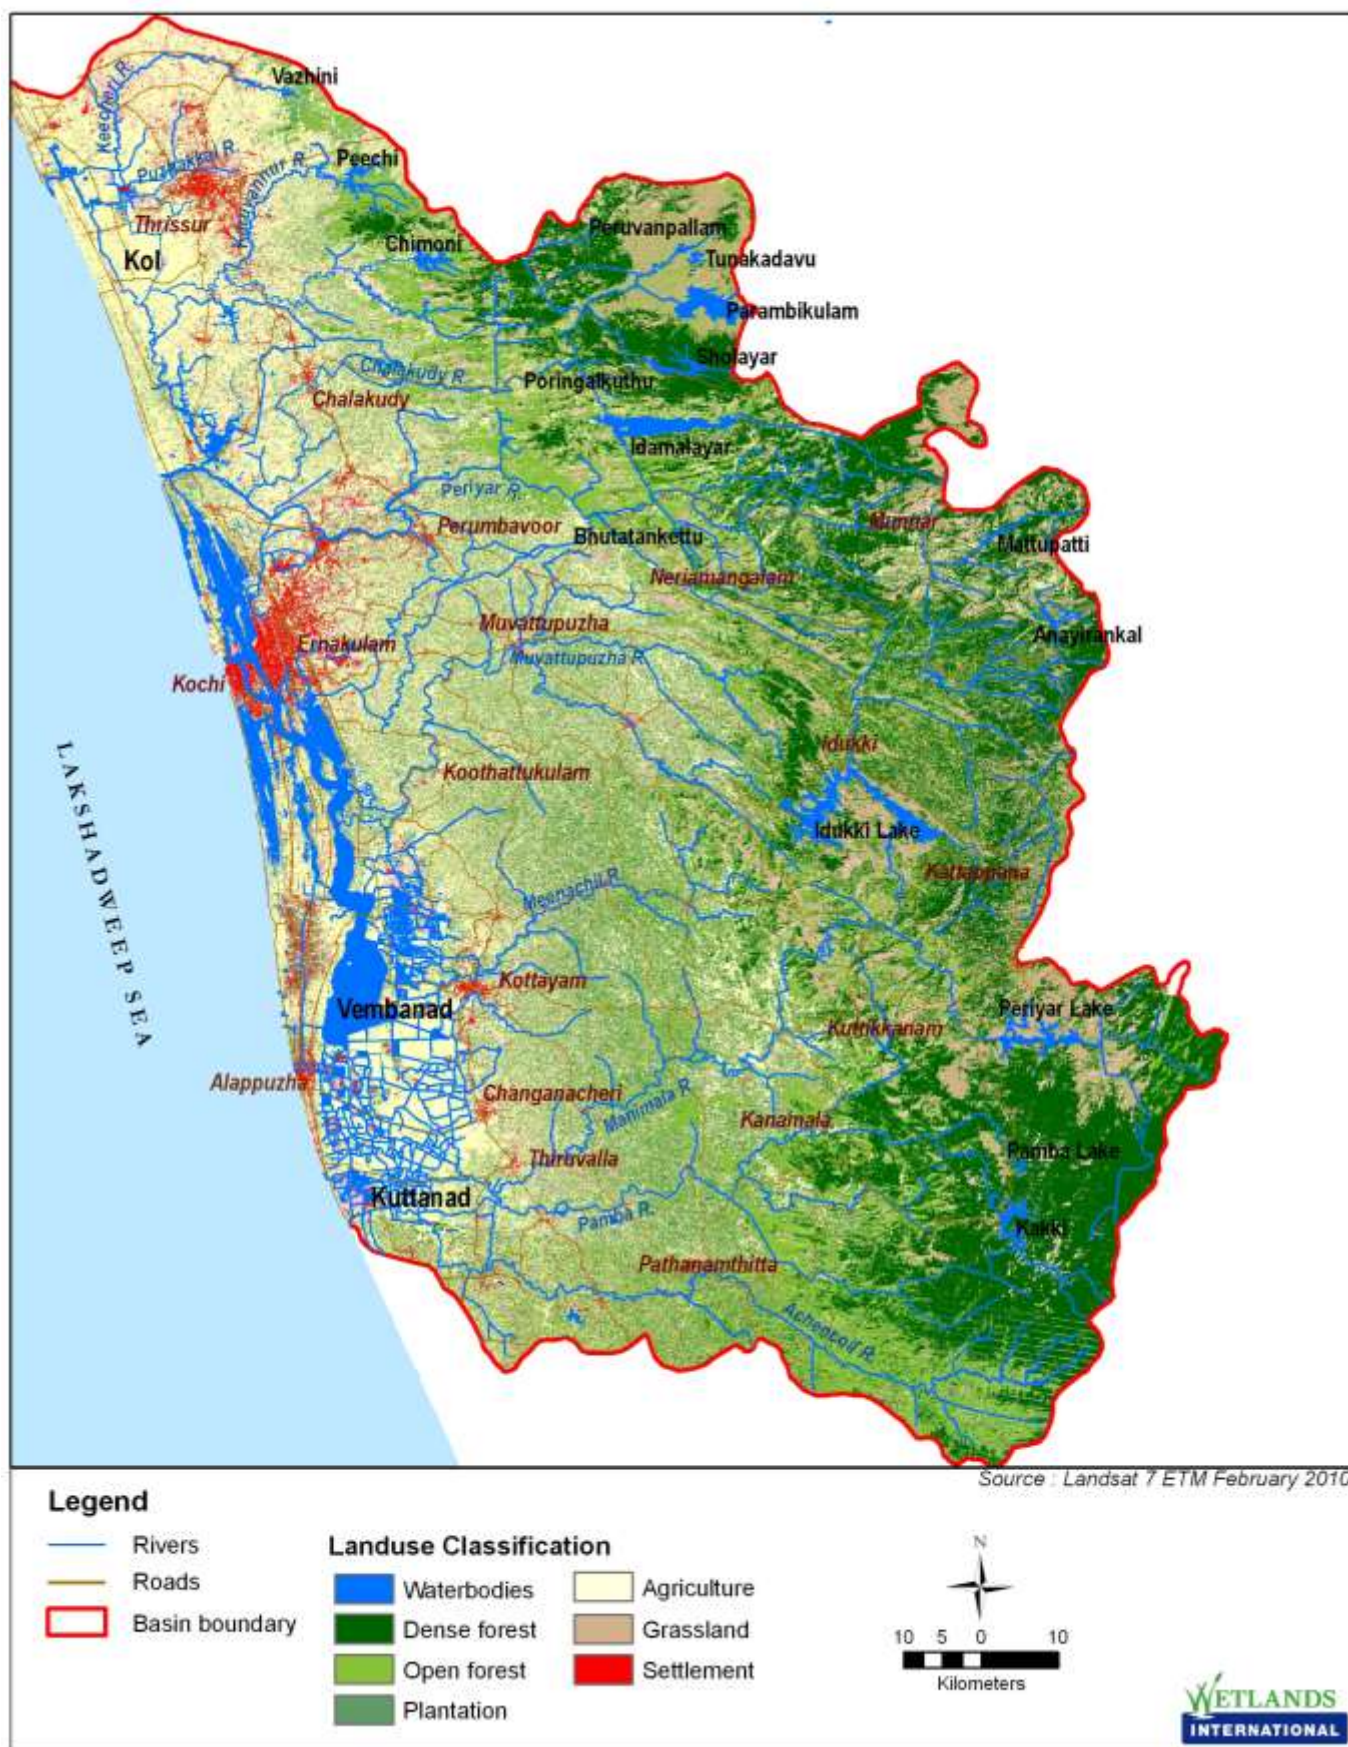 Vazhini
Keecheri R.
Puzhakkal R.
Peechi
Karuvannur R.
Thrissur
Kol
Chimoni
Peruvanpallam
Tunakadavu
Parambikulam
Sholayar
Chalakudy R.
Poringalkuthu
Chalakudy
Idamalayar
Periyar R.
Perumbavoor
Bhutatankettu
Munnar
Mattupatti
Neriamangalam
Muvattupuzha
Anayirankal
Ernakulam
Muvattupuzha R.
Kochi
Idukki
Koothattukulam
Idukki Lake
LAKSHADWEEP SEA
Kattappana
Meenachil R.
Kottayam
Vembanad
Periyar Lake
Kuttikkanam
Alappuzha
Changanacheri
Manimala R.
Kanamala
Thiruvalla
Pamba Lake
Kuttanad
Pamba R.
Kakki
Pathanamthitta
Achencoil R.
Source : Landsat 7 ETM February 2010
Legend
Rivers
Roads
Basin boundary
Landuse Classification
Waterbodies
Dense forest
Open forest
Plantation
Agriculture
Grassland
Settlement
N
10 5 0 10
Kilometers
WETLANDS
INTERNATIONAL